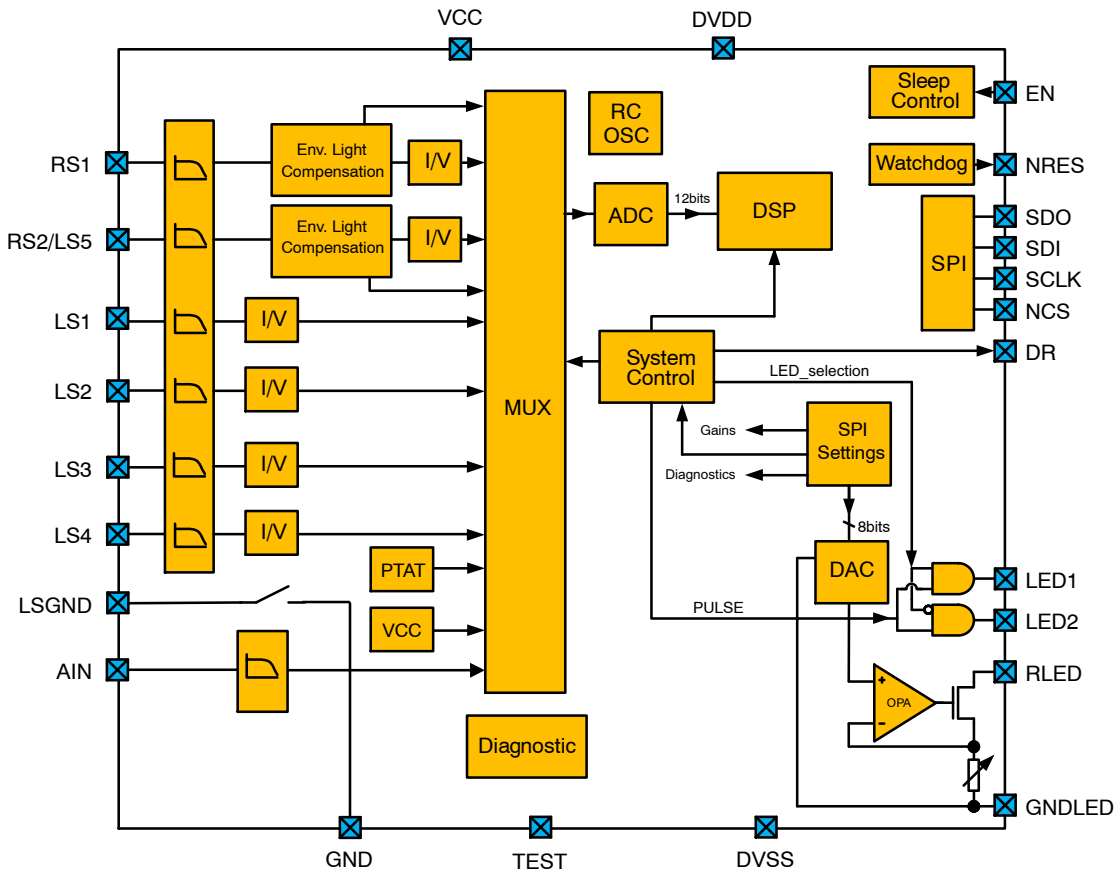 VCC
DVDD
Sleep
Control
EN
RC
OSC
RS1
Env. Light
Compensation
I/V
Watchdog
NRES
ADC
12bits
DSP
SDO
RS2/LS5
Env. Light
Compensation
I/V
SPI
SDI
SCLK
NCS
LS1
I/V
System
Control
DR
LED_selection
LS2
I/V
MUX
Gains
SPI
Settings
LS3
I/V
Diagnostics
LS4
I/V
8bits
PTAT
DAC
LED1
LSGND
PULSE
VCC
LED2
AIN
RLED
+
OPA
–
Diagnostic
GNDLED
GND
TEST
DVSS